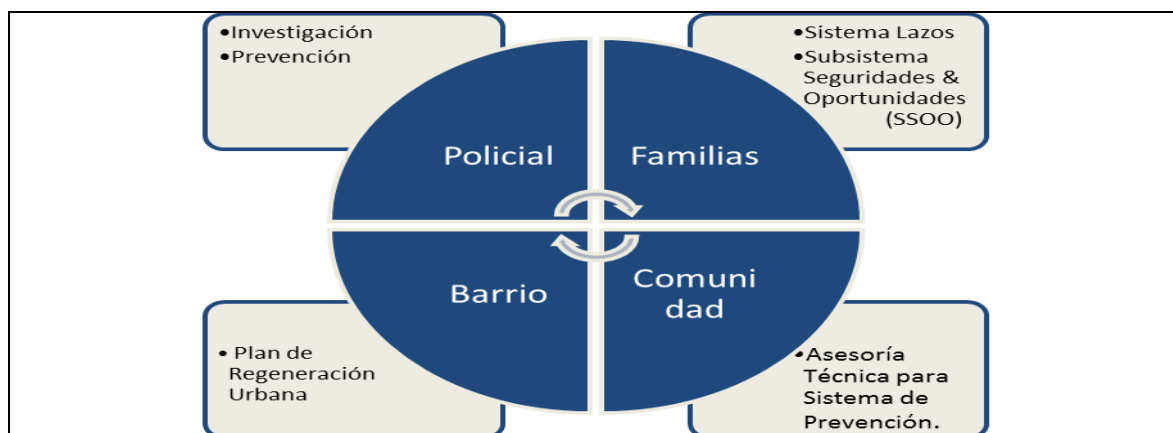 •Investigación
•Prevención
•Sistema Lazos
•Subsistema
Seguridades &
Oportunidades
(SSOO)
Policial
Familias
Barrio
Comuni
dad
• Plan de
Regeneración
Urbana
•Asesoría
Técnica para
Sistema de
Prevención.